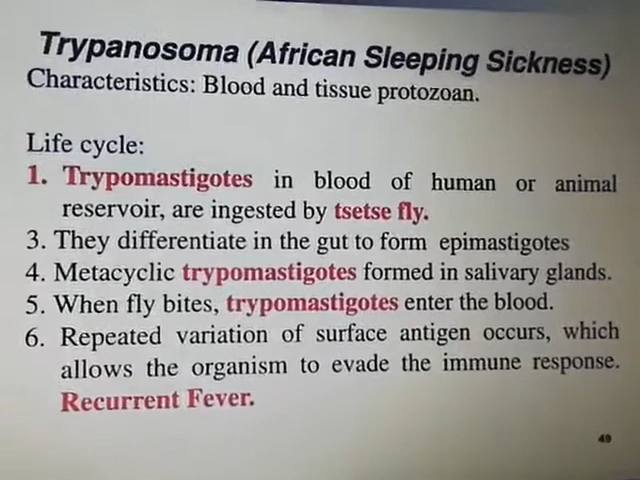 Trypanosoma (African Sleeping Sickness)
Characteristics: Blood and tissue protozoan.
Life cycle:
1. Trypomastigotes in blood of human or animal
reservoir, are ingested by tsetse fly.
3. They differentiate in the gut to form epimastigotes
4. Metacyclic trypomastigotes formed in salivary glands.
5. When fly bites, trypomastigotes enter the blood.
6. Repeated variation of surface antigen occurs, which
allows the organism to evade the immune response.
Recurrent Fever.
49